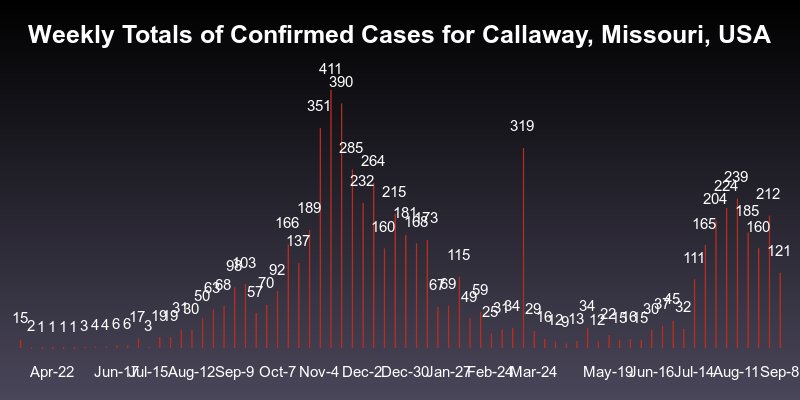 Weekly Totals of Confirmed Cases for Callaway, Missouri, USA
15 2 1 1 1 1 3 4 4 6 6 17 3 19 19 31 30 50 63 68 98 103 57 70 92 166 137 189 351 411 390 285 232 264 160 215 181 168 173 67 69 115 49 59 25 31 34 319 29 16 12 9 13 34 12 22 15 16 15 30 37 45 32 111 165 204 224 239 185 160 212 121
Apr-22 Jun-17 Jul-15 Aug-12 Sep-9 Oct-7 Nov-4 Dec-2 Dec-30 Jan-27 Feb-24 Mar-24 May-19 Jun-16 Jul-14 Aug-11 Sep-8